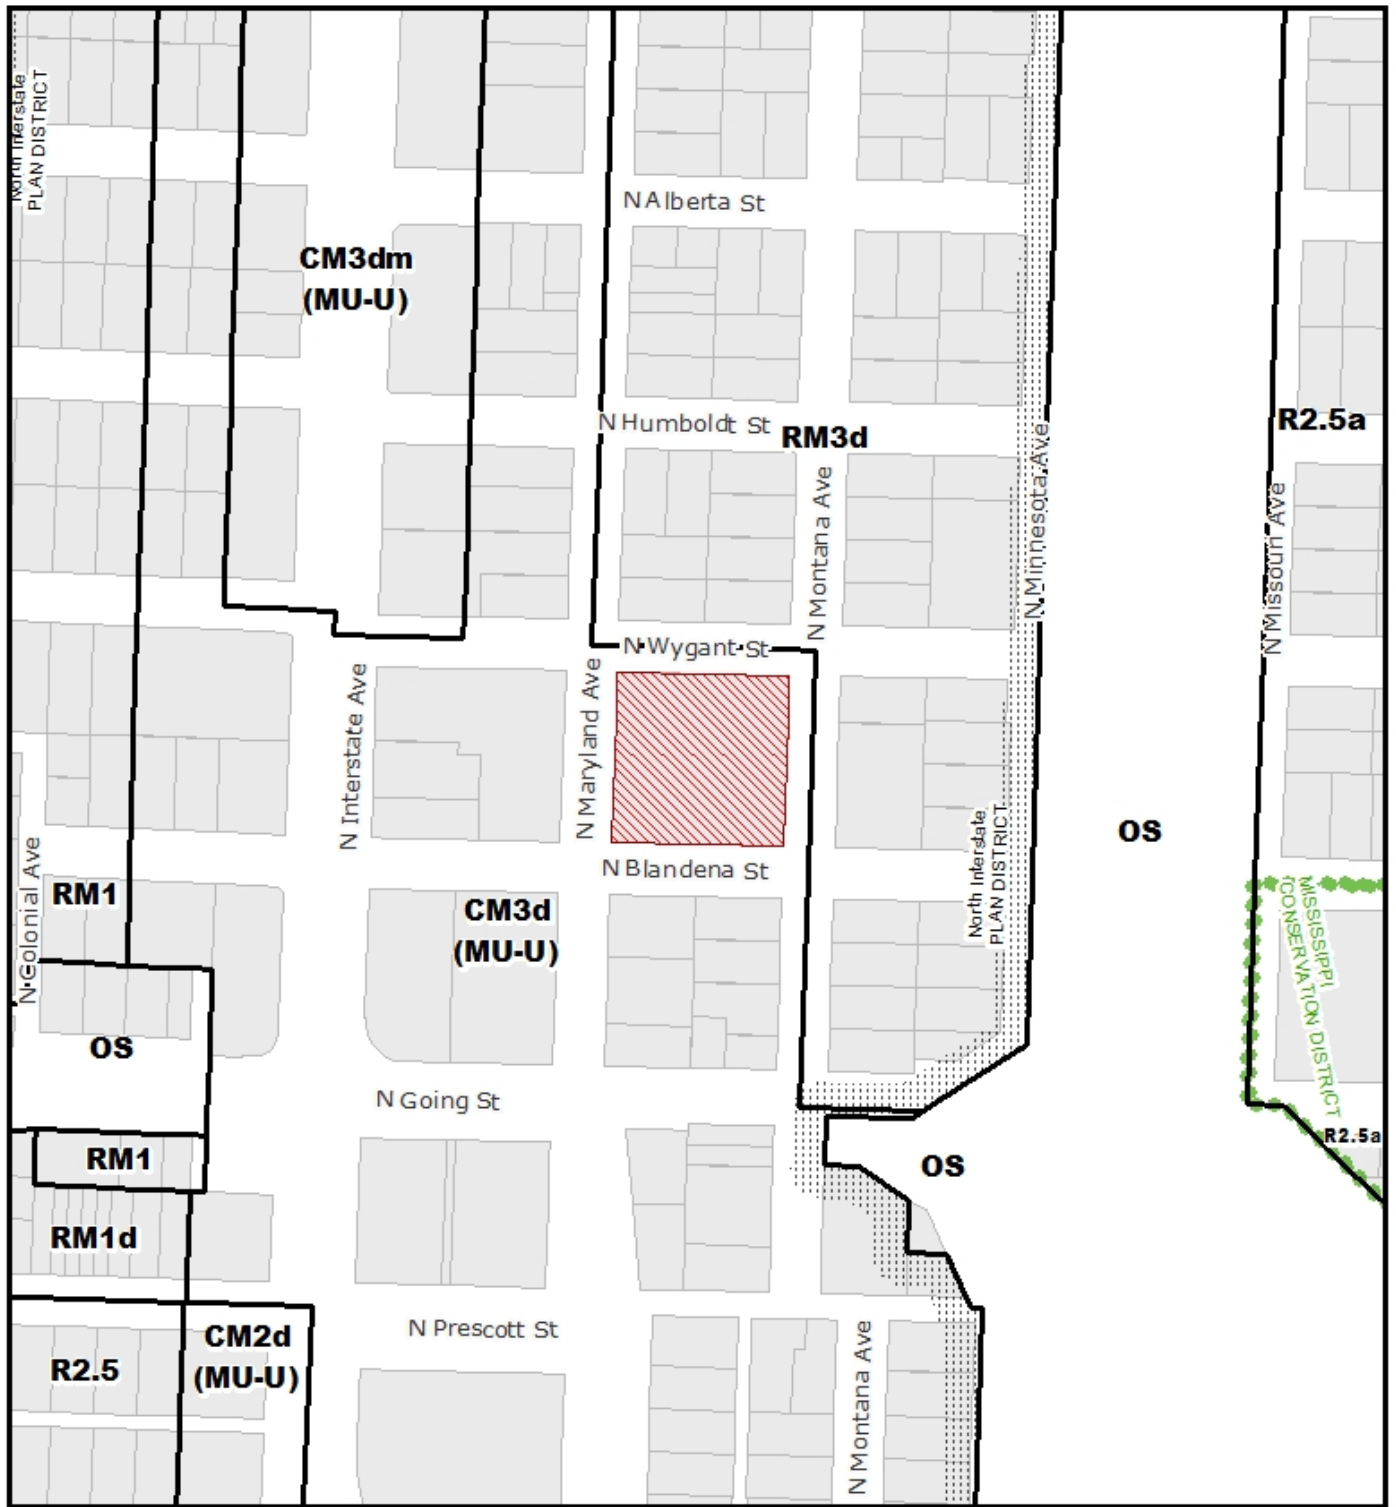 North Interstate
PLAN DISTRICT
N Alberta St
CM3dm
(MU-U)
N Humboldt St
RM3d
R2.5a
N Minnesota Ave
N Montana Ave
N Missouri Ave
N Wygant St
N Interstate Ave
N Maryland Ave
OS
North Interstate
PLAN DISTRICT
N Colonial Ave
RM1
N Blandena St
CM3d
(MU-U)
MISSISSIPPI
CONSERVATION DISTRICT
OS
N Going St
R2.5a
RM1
OS
RM1d
N Prescott St
CM2d
(MU-U)
R2.5
N Montana Ave